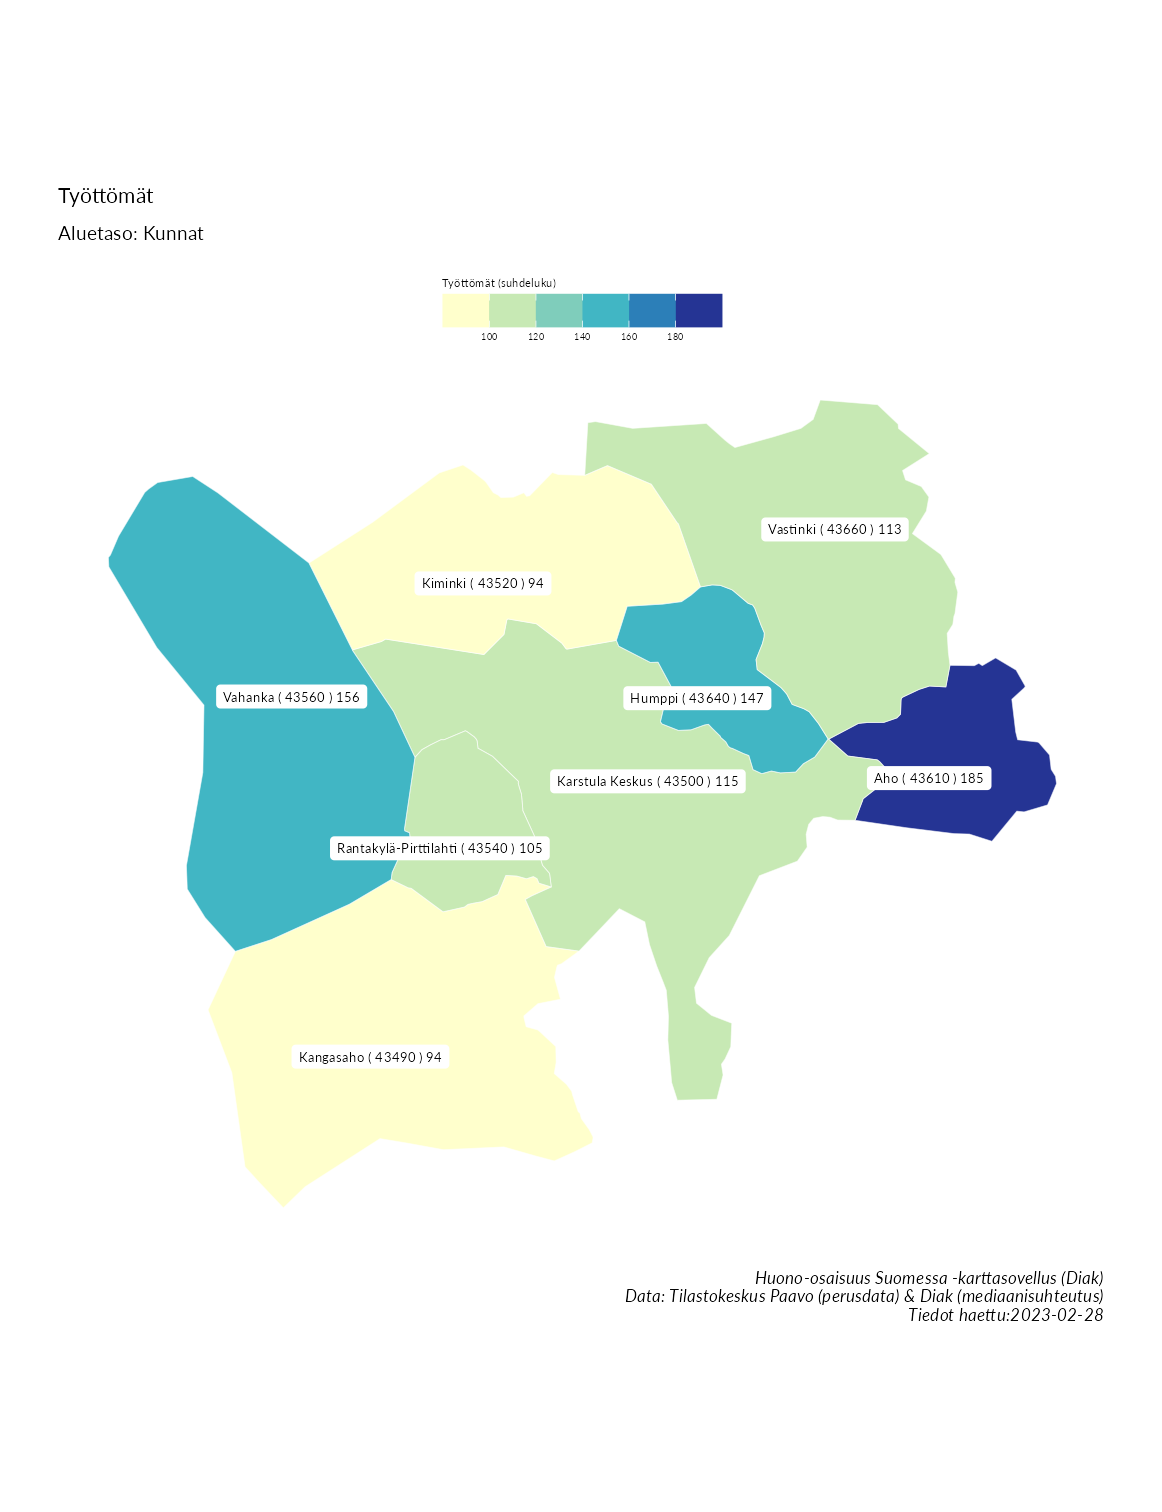 Työttömät
Aluetaso: Kunnat
Työttömät (suhdeluku)
100 120 140 160 180
Vastinki ( 43660 ) 113
Kiminki ( 43520 ) 94
Vahanka ( 43560 ) 156
Humppi ( 43640 ) 147
Karstula Keskus ( 43500 ) 115
Aho ( 43610 ) 185
Rantakylä-Pirttilahti ( 43540 ) 105
Kangasaho ( 43490 ) 94
Huono-osaisuus Suomessa -karttasovellus (Diak)
Data: Tilastokeskus Paavo (perusdata) & Diak (mediaanisuhteutus)
Tiedot haettu:2023-02-28